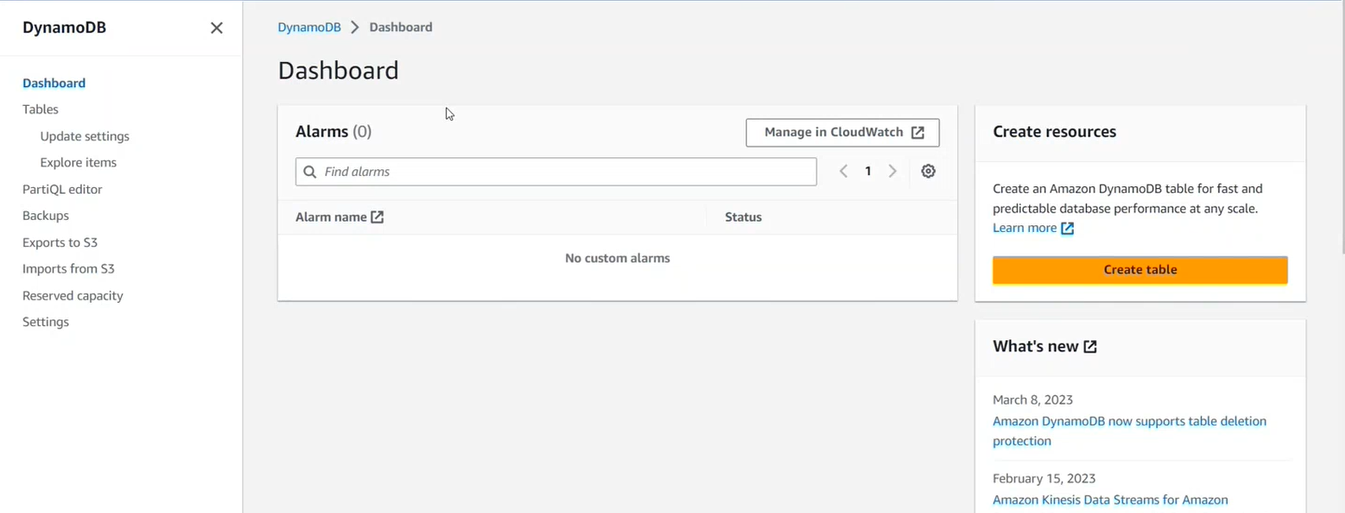 DynamoDB
Dashboard
Tables
Update settings
Explore items
PartiQL editor
Backups
Exports to S3
Imports from S3
Reserved capacity
Settings
DynamoDB > Dashboard
Dashboard
Alarms (0)
Manage in CloudWatch
Find alarms
1
Alarm name
Status
No custom alarms
Create resources
Create an Amazon DynamoDB table for fast and
predictable database performance at any scale.
Learn more
Create table
What's new
March 8, 2023
Amazon DynamoDB now supports table deletion
protection
February 15, 2023
Amazon Kinesis Data Streams for Amazon